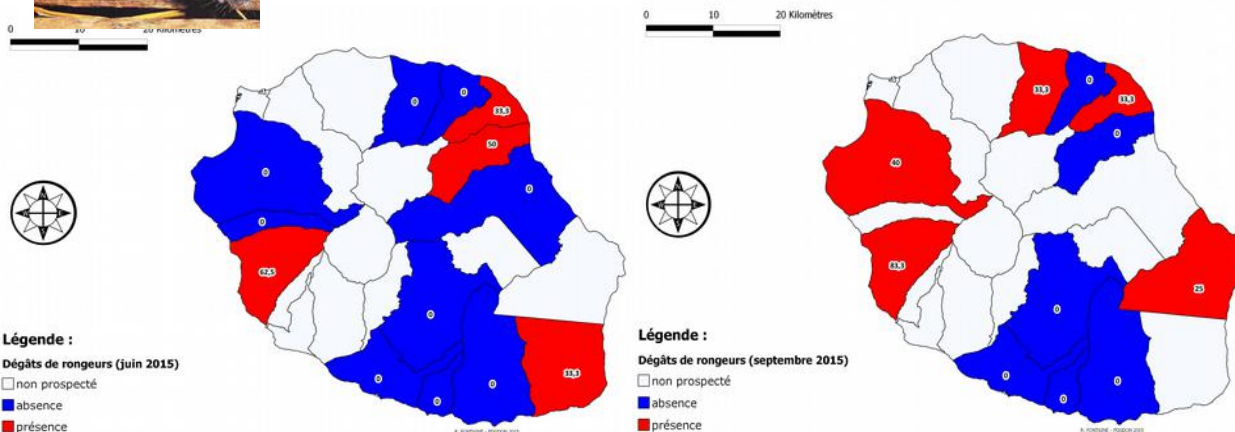 0 10 20 Kilomètres
0
0
33,3
50
0
0
0
62,5
0
33,3
0
0
0
Légende :
Dégâts de rongeurs (juin 2015)
non prospecté
absence
présence
0 10 20 Kilomètres
33,3
0
33,3
0
40
83,3
25
0
0
0
0
Légende :
Dégâts de rongeurs (septembre 2015)
non prospecté
absence
présence